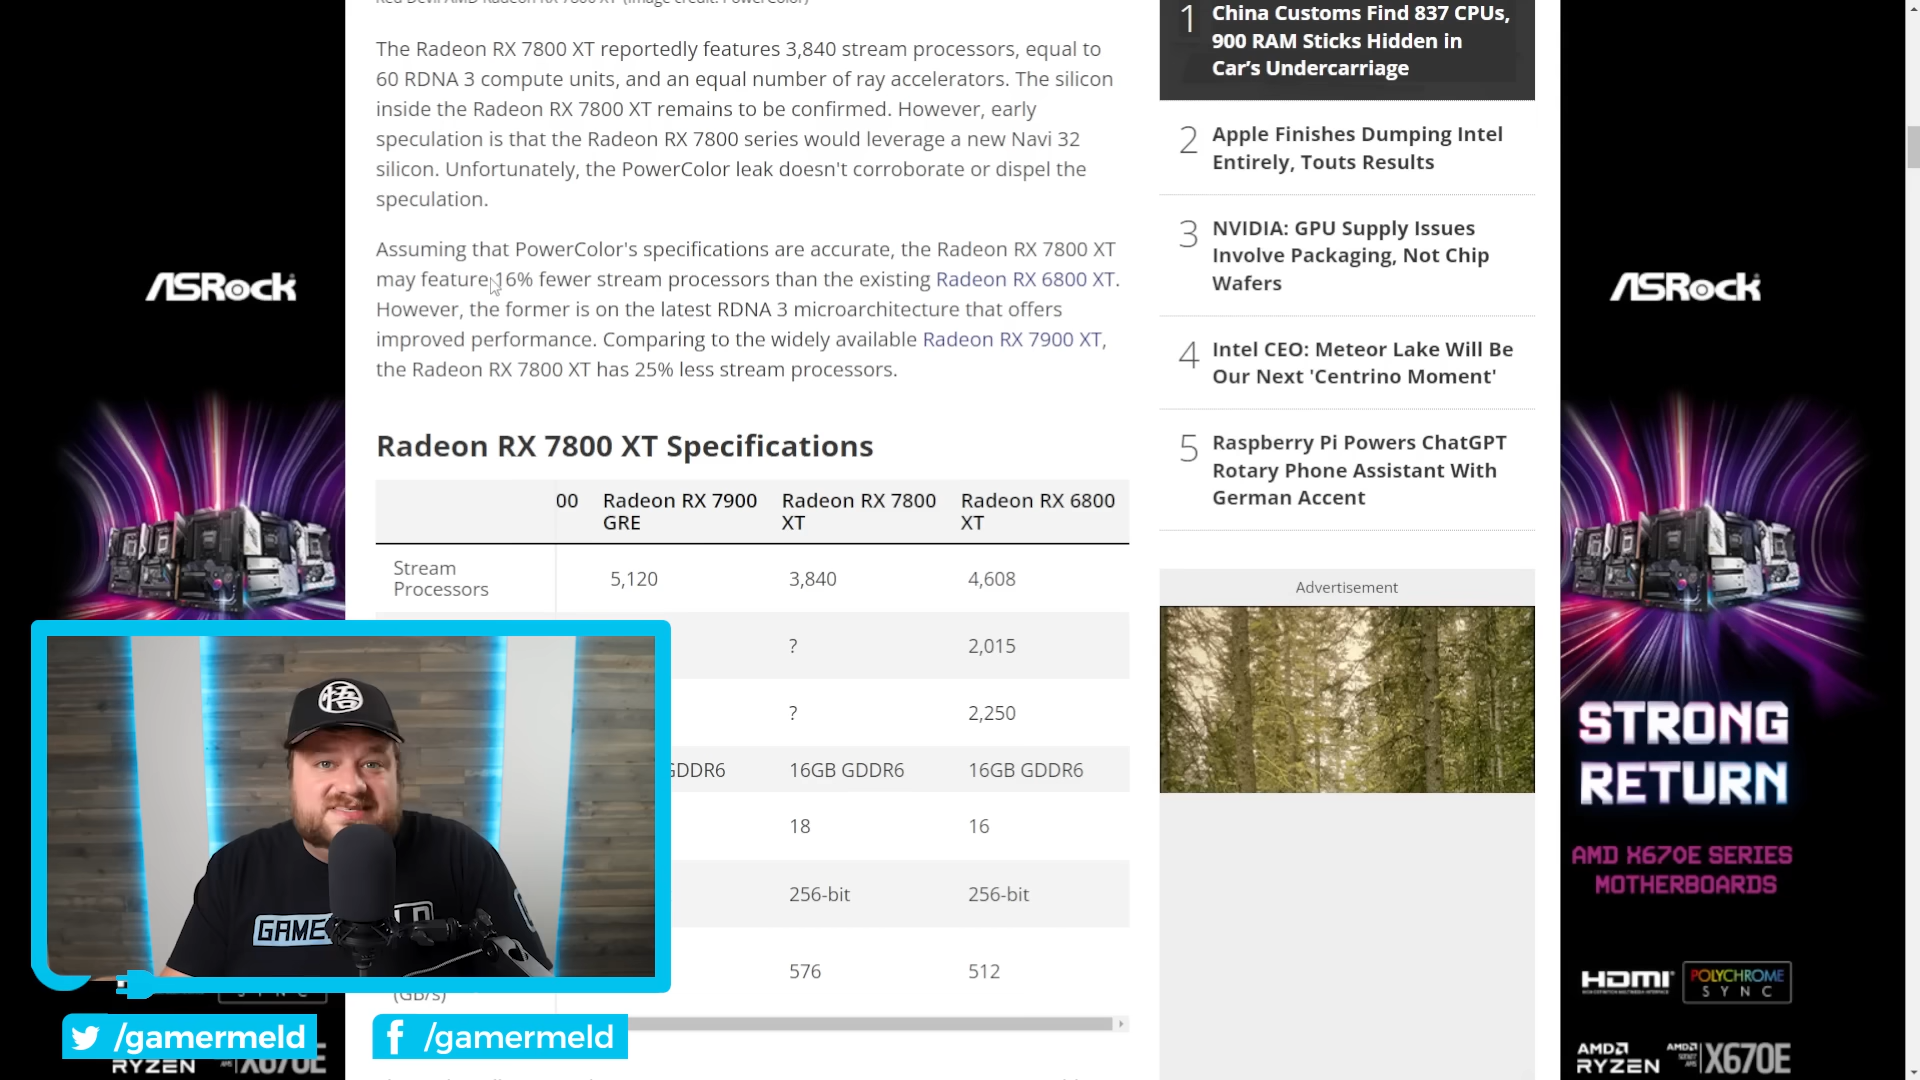 The Radeon RX 7800 XT reportedly features 3,840 stream processors, equal to
60 RDNA 3 compute units, and an equal number of ray accelerators. The silicon
inside the Radeon RX 7800 XT remains to be confirmed. However, early
speculation is that the Radeon RX 7800 series would leverage a new Navi 32
silicon. Unfortunately, the PowerColor leak doesn't corroborate or dispel the
speculation.
Assuming that PowerColor's specifications are accurate, the Radeon RX 7800 XT
may feature 16% fewer stream processors than the existing Radeon RX 6800 XT.
However, the former is on the latest RDNA 3 microarchitecture that offers
improved performance. Comparing to the widely available Radeon RX 7900 XT,
the Radeon RX 7800 XT has 25% less stream processors.
Radeon RX 7800 XT Specifications
00 Radeon RX 7900 GRE Radeon RX 7800 XT Radeon RX 6800 XT
Stream Processors 5,120 3,840 4,608
? 2,015
? 2,250
GDDR6 16GB GDDR6 16GB GDDR6
18 16
256-bit 256-bit
(GB/s) 576 512
1 China Customs Find 837 CPUs,
900 RAM Sticks Hidden in
Car's Undercarriage
2 Apple Finishes Dumping Intel
Entirely, Touts Results
3 NVIDIA: GPU Supply Issues
Involve Packaging, Not Chip
Wafers
4 Intel CEO: Meteor Lake Will Be
Our Next 'Centrino Moment'
5 Raspberry Pi Powers ChatGPT
Rotary Phone Assistant With
German Accent
Advertisement
ASRock
ASRock
STRONG
RETURN
AMD X670E SERIES
MOTHERBOARDS
HDMI POLYCHROME
SYNC
AMD
RYZEN
AMD X670E
悟
GAME
/gamermeld
/gamermeld
SYNC
RYZEN X670E